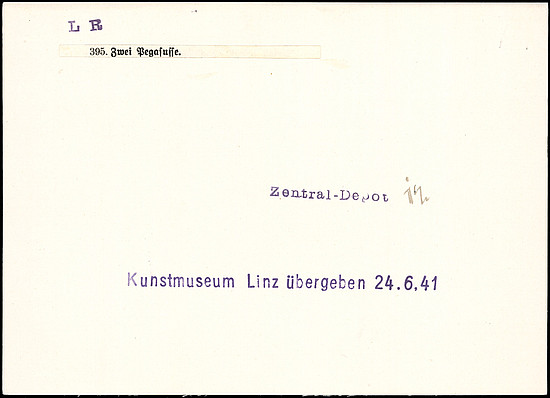 L R
395. Zwei Pegasusse.
Zentral-Depot
Kunstmuseum Linz übergeben 24.6.41